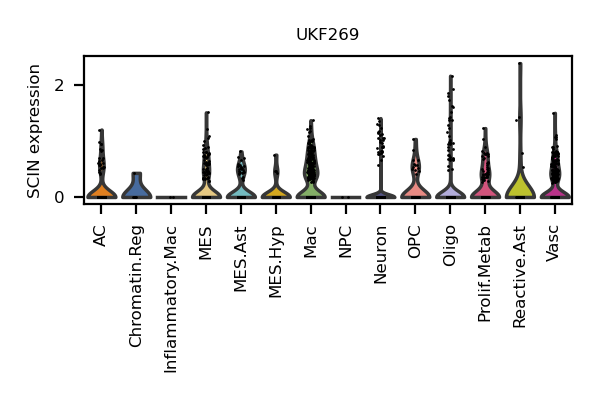 UKF269
SCIN expression
2
0
AC
Chromatin.Reg
Inflammatory.Mac
MES
MES.Ast
MES.Hyp
Mac
NPC
Neuron
OPC
Oligo
Prolif.Metab
Reactive.Ast
Vasc